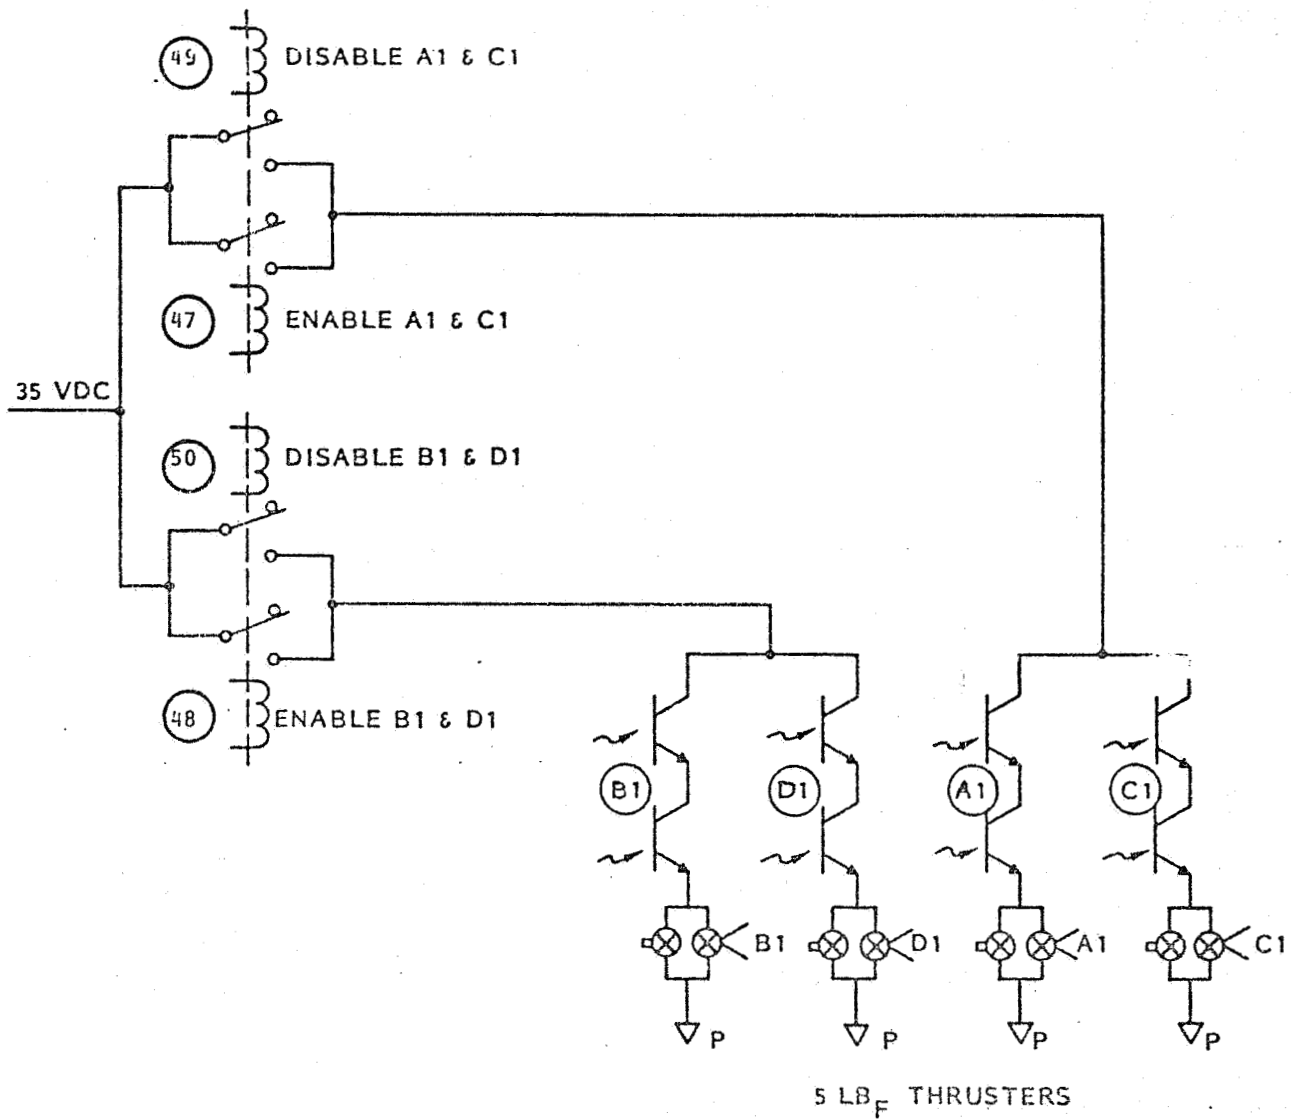 49 DISABLE A1 & C1
47 ENABLE A1 & C1
35 VDC
50 DISABLE B1 & D1
48 ENABLE B1 & D1
B1 D1 A1 C1
B1 D1 A1 C1
P P P P
5 LBF THRUSTERS